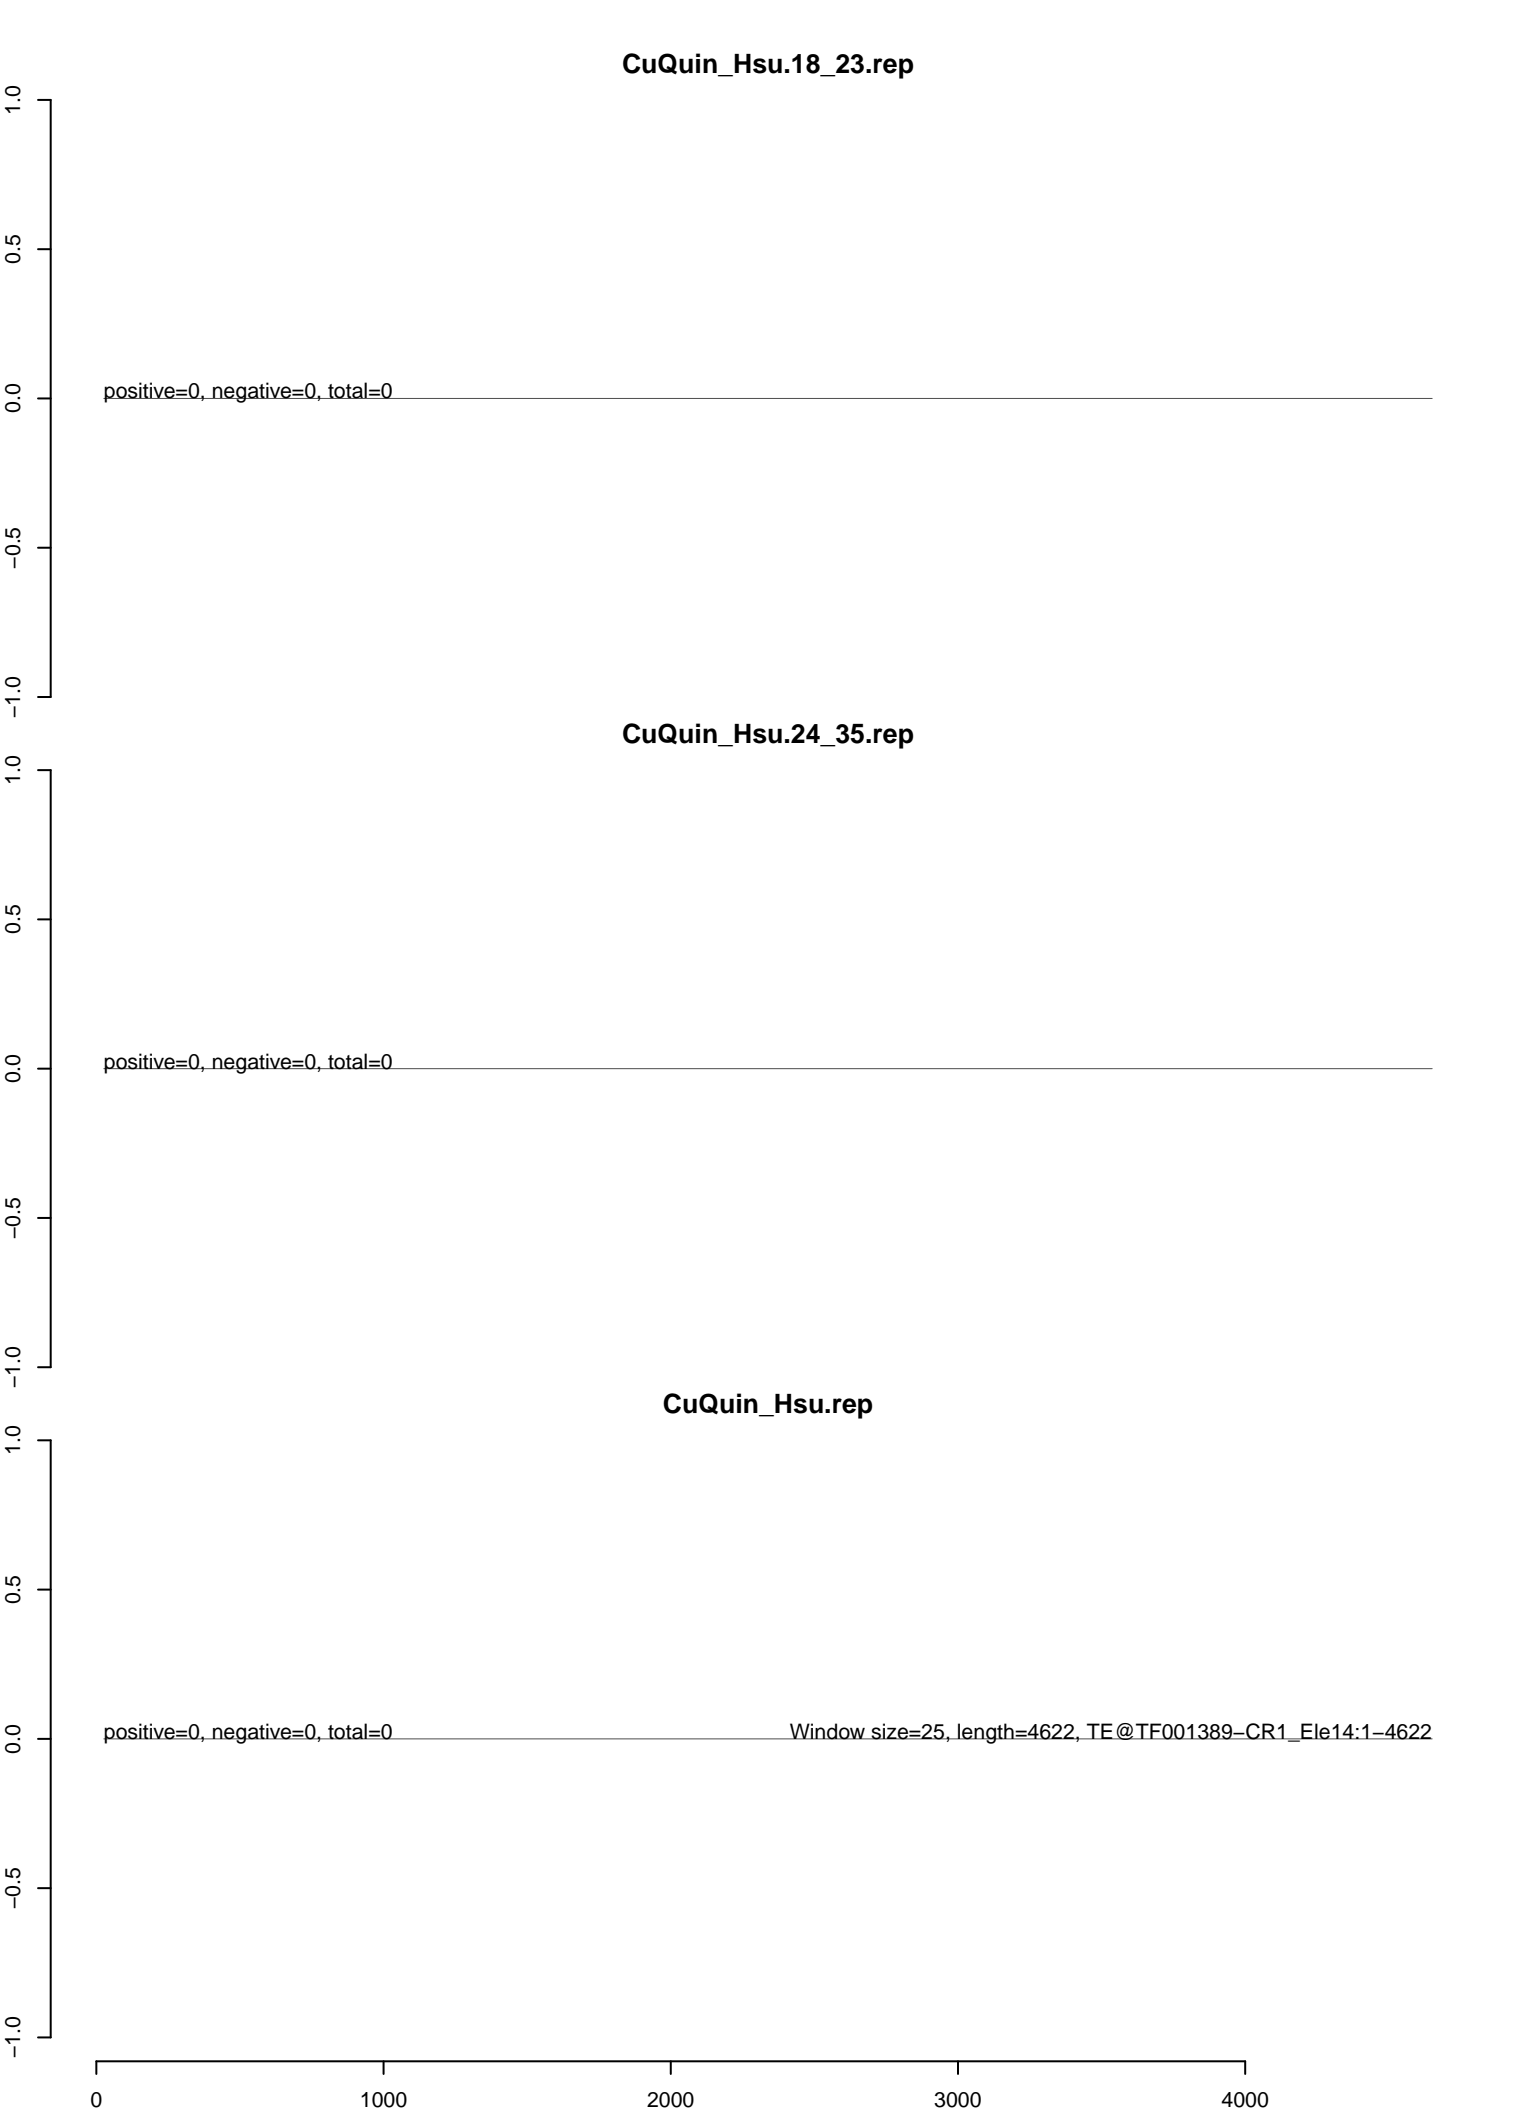 CuQuin_Hsu.18_23.rep
1.0
0.5
0.0
−0.5
−1.0
positive=0, negative=0, total=0
CuQuin_Hsu.24_35.rep
1.0
0.5
0.0
−0.5
−1.0
positive=0, negative=0, total=0
CuQuin_Hsu.rep
1.0
0.5
0.0
−0.5
−1.0
positive=0, negative=0, total=0
Window size=25, length=4622, TE@TF001389−CR1_Ele14:1−4622
0 1000 2000 3000 4000